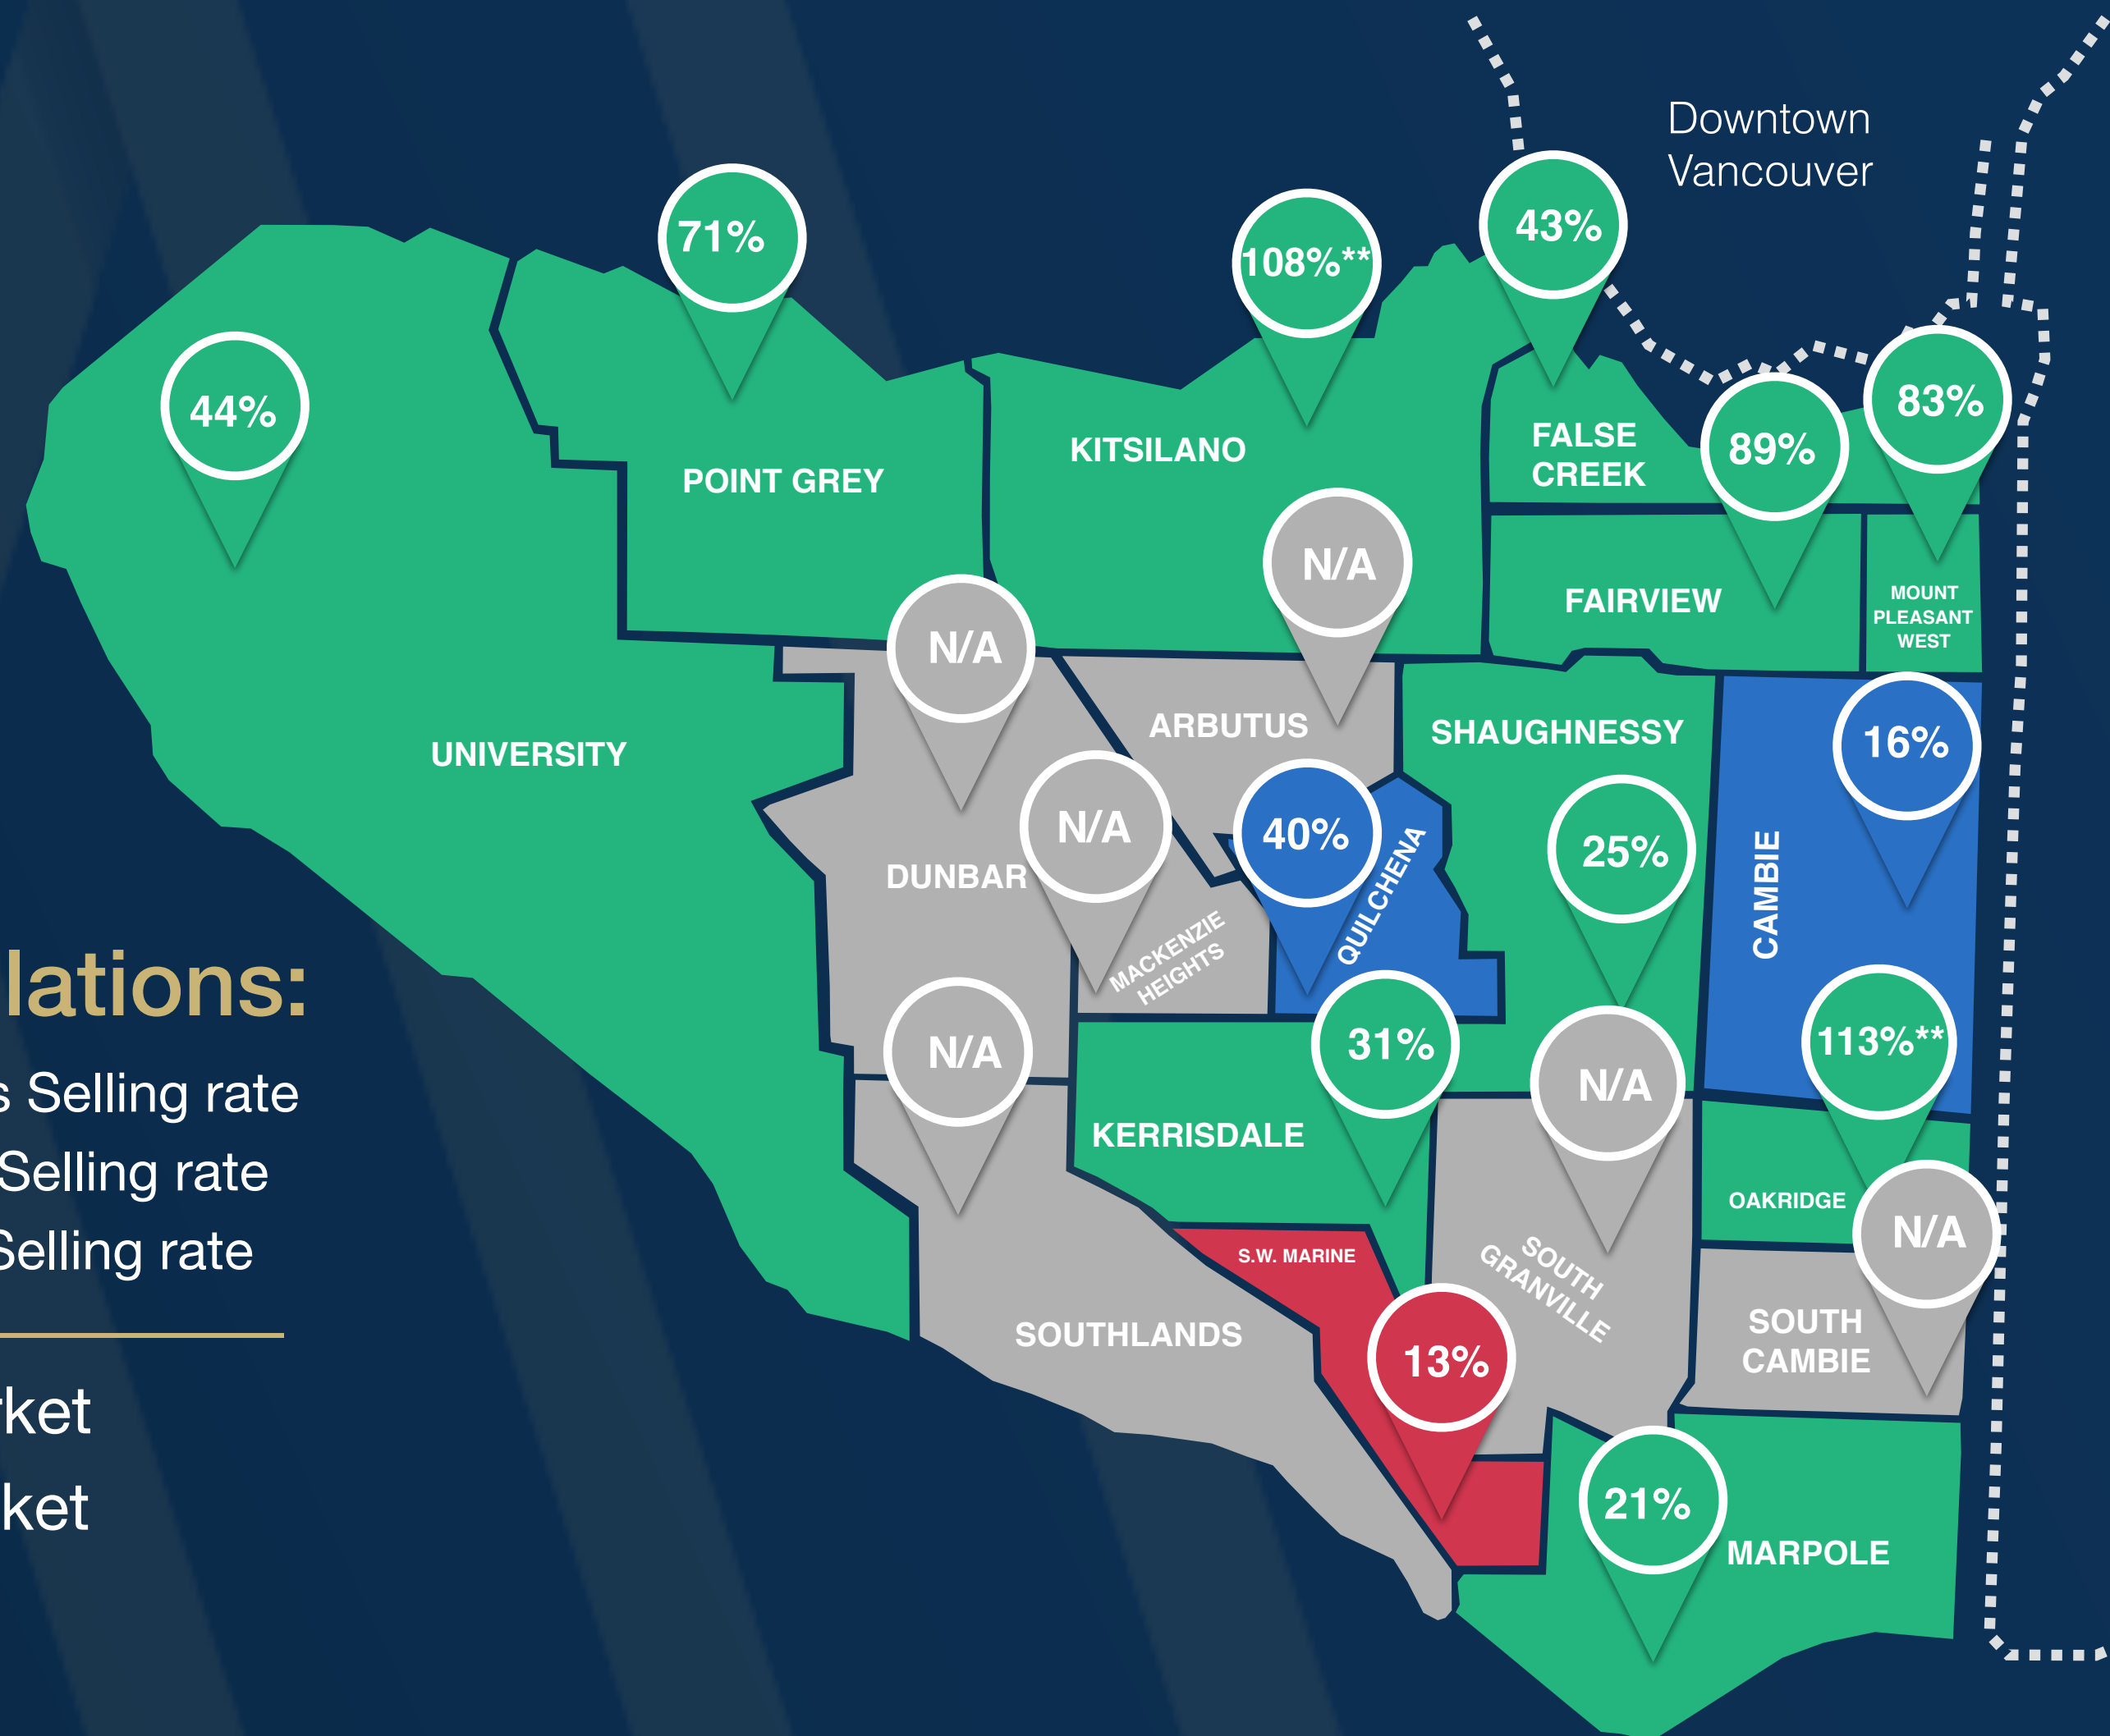 Downtown
Vancouver
71%
108%**
43%
44%
83%
89%
FALSE
CREEK
KITSILANO
POINT GREY
N/A
FAIRVIEW
MOUNT
PLEASANT
WEST
N/A
ARBUTUS
SHAUGHNESSY
16%
UNIVERSITY
N/A
40%
25%
CAMBIE
QUILCHENA
DUNBAR
MACKENZIE
HEIGHTS
lations:
N/A
31%
113%**
N/A
Selling rate
KERRISDALE
Selling rate
OAKRIDGE
N/A
Selling rate
S.W. MARINE
SOUTH
GRANVILLE
SOUTHLANDS
SOUTH
CAMBIE
13%
rket
21%
ket
MARPOLE